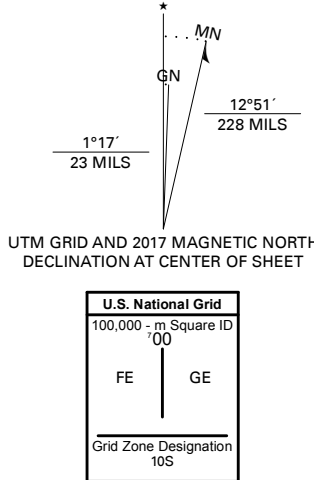 ★
MN
GN
12°51´
228 MILS
1°17´
23 MILS
UTM GRID AND 2017 MAGNETIC NORTH
DECLINATION AT CENTER OF SHEET
U.S. National Grid
100,000 - m Square ID
⁷00
FE GE
Grid Zone Designation
10S